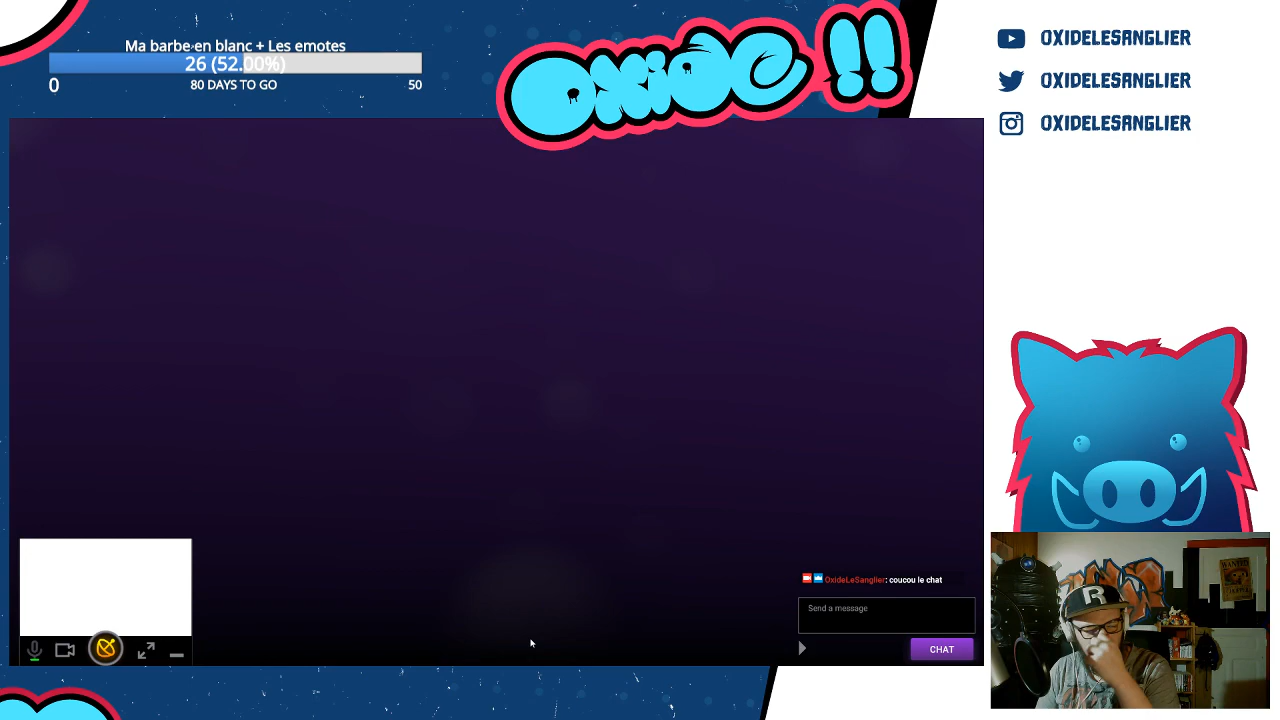 Ma barbe en blanc + Les emotes
26 (52.00%)
0
80 DAYS TO GO
50
OXiDE !!
OXIDELESANGLIER
OXIDELESANGLIER
OXIDELESANGLIER
OxideLeSanglier: coucou le chat
Send a message
CHAT
R
WANTED